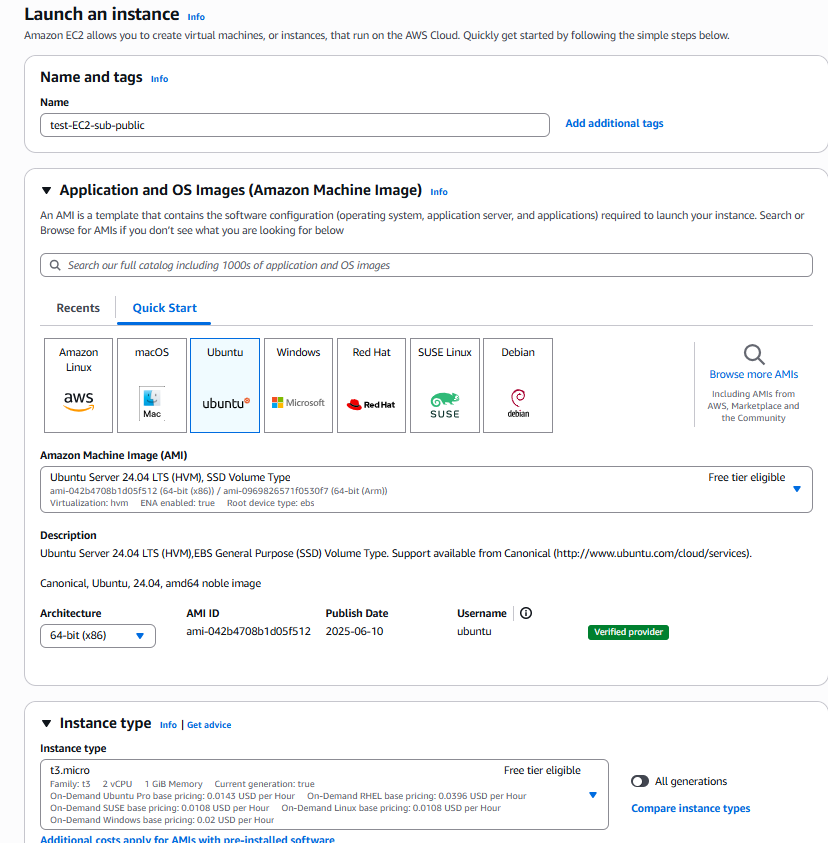 Launch an instance Info
Amazon EC2 allows you to create virtual machines, or instances, that run on the AWS Cloud. Quickly get started by following the simple steps below.
Name and tags Info
Name
test-EC2-sub-public
Add additional tags
Application and OS Images (Amazon Machine Image) Info
An AMI is a template that contains the software configuration (operating system, application server, and applications) required to launch your instance. Search or
Browse for AMIs if you don't see what you are looking for below
Search our full catalog including 1000s of application and OS images
Recents
Quick Start
Amazon
Linux
aws
macOS
Mac
Ubuntu
ubuntu®
Windows
Microsoft
Red Hat
Red Hat
SUSE Linux
SUSE
Debian
debian
Browse more AMIs
Including AMIs from
AWS, Marketplace and
the Community
Amazon Machine Image (AMI)
Ubuntu Server 24.04 LTS (HVM), SSD Volume Type
Free tier eligible
ami-042b4708b1d05f512 (64-bit (x86)) / ami-0969826571f0530f7 (64-bit (Arm))
Virtualization: hvm ENA enabled: true Root device type: ebs
Description
Ubuntu Server 24.04 LTS (HVM),EBS General Purpose (SSD) Volume Type. Support available from Canonical (http://www.ubuntu.com/cloud/services).
Canonical, Ubuntu, 24.04, amd64 noble image
Architecture
64-bit (x86)
AMI ID
ami-042b4708b1d05f512
Publish Date
2025-06-10
Username
ubuntu
Verified provider
Instance type Info | Get advice
Instance type
t3.micro
Free tier eligible
Family: t3 2 vCPU 1 GiB Memory Current generation: true
On-Demand Ubuntu Pro base pricing: 0.0143 USD per Hour On-Demand RHEL base pricing: 0.0396 USD per Hour
On-Demand SUSE base pricing: 0.0108 USD per Hour On-Demand Linux base pricing: 0.0108 USD per Hour
On-Demand Windows base pricing: 0.02 USD per Hour
All generations
Compare instance types
Additional costs apply for AMIs with pre-installed software